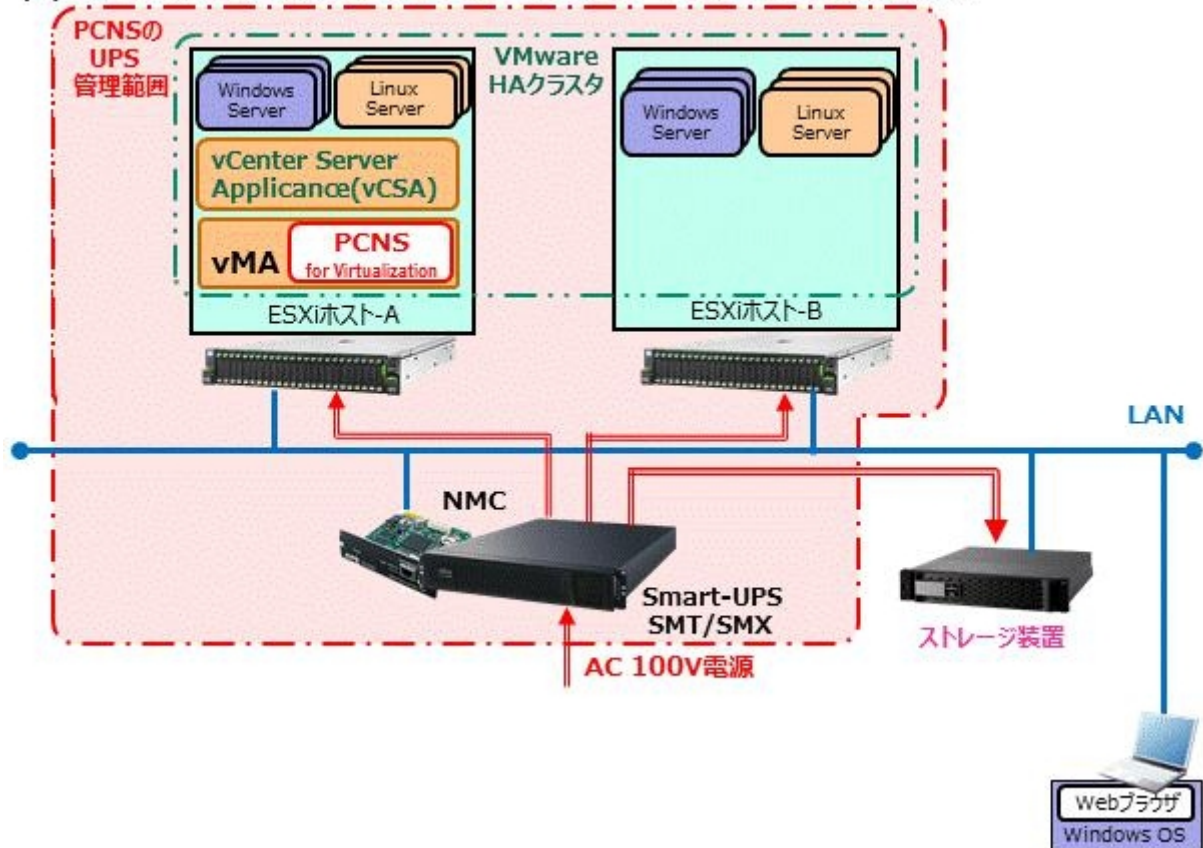 PCNSの
UPS
管理範囲
VMware
HAクラスタ
Windows
Server
Linux
Server
Windows
Server
Linux
Server
vCenter Server
Applicance(vCSA)
vMA
PCNS
for Virtualization
ESXiホスト-A
ESXiホスト-B
LAN
NMC
Smart-UPS
SMT/SMX
ストレージ装置
AC 100V電源
Webブラウザ
Windows OS